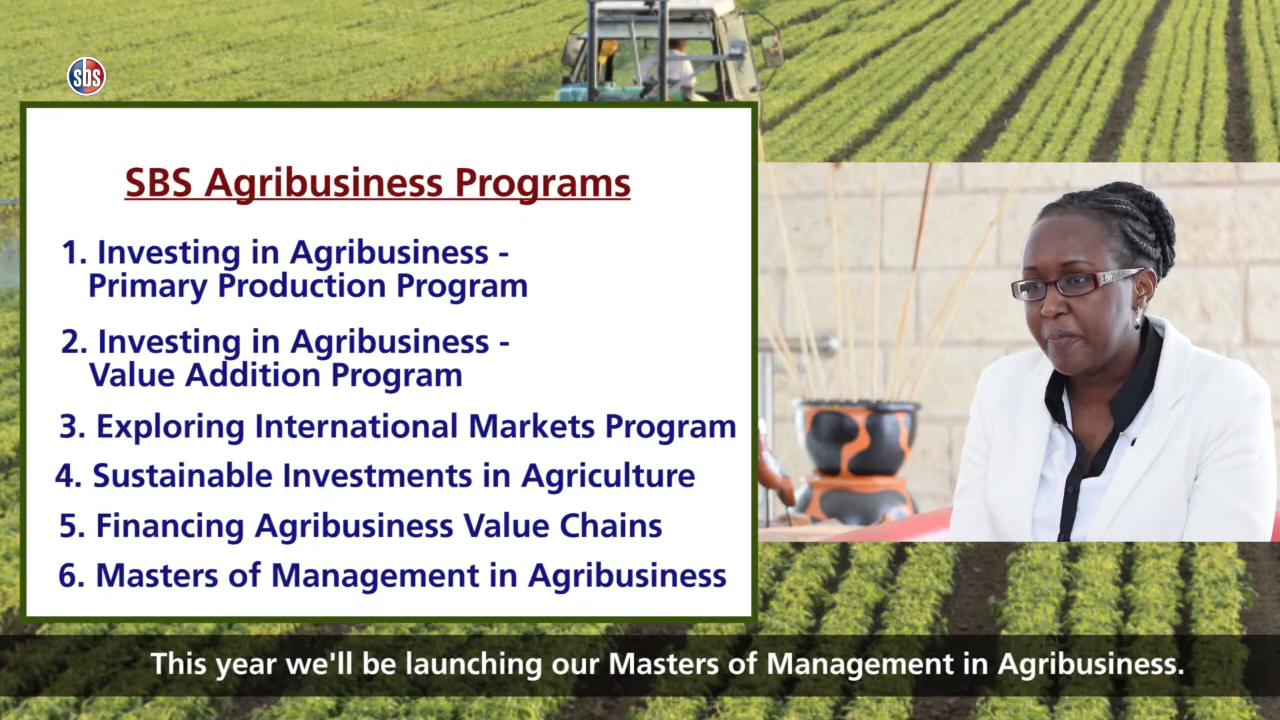 sbs
SBS Agribusiness Programs
1. Investing in Agribusiness -
Primary Production Program
2. Investing in Agribusiness -
Value Addition Program
3. Exploring International Markets Program
4. Sustainable Investments in Agriculture
5. Financing Agribusiness Value Chains
6. Masters of Management in Agribusiness
This year we'll be launching our Masters of Management in Agribusiness.